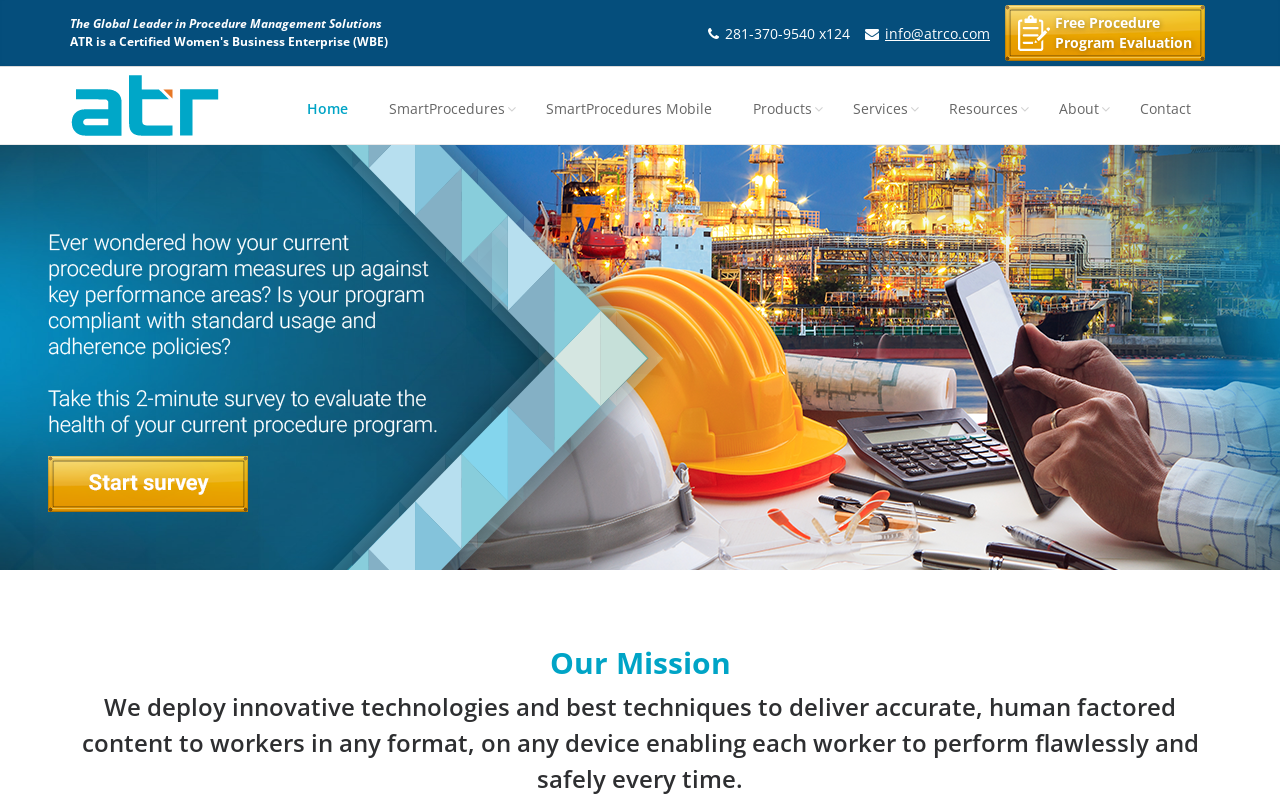 The Global Leader in Procedure Management Solutions
ATR is a Certified Women's Business Enterprise (WBE)
281-370-9540 x124
info@atrco.com
Free Procedure
Program Evaluation
atr
Home
SmartProcedures
SmartProcedures Mobile
Products
Services
Resources
About
Contact
Ever wondered how your current
procedure program measures up against
key performance areas? Is your program
compliant with standard usage and
adherence policies?
Take this 2-minute survey to evaluate the
health of your current procedure program.
Start survey
Our Mission
We deploy innovative technologies and best techniques to deliver accurate, human factored
content to workers in any format, on any device enabling each worker to perform flawlessly and
safely every time.